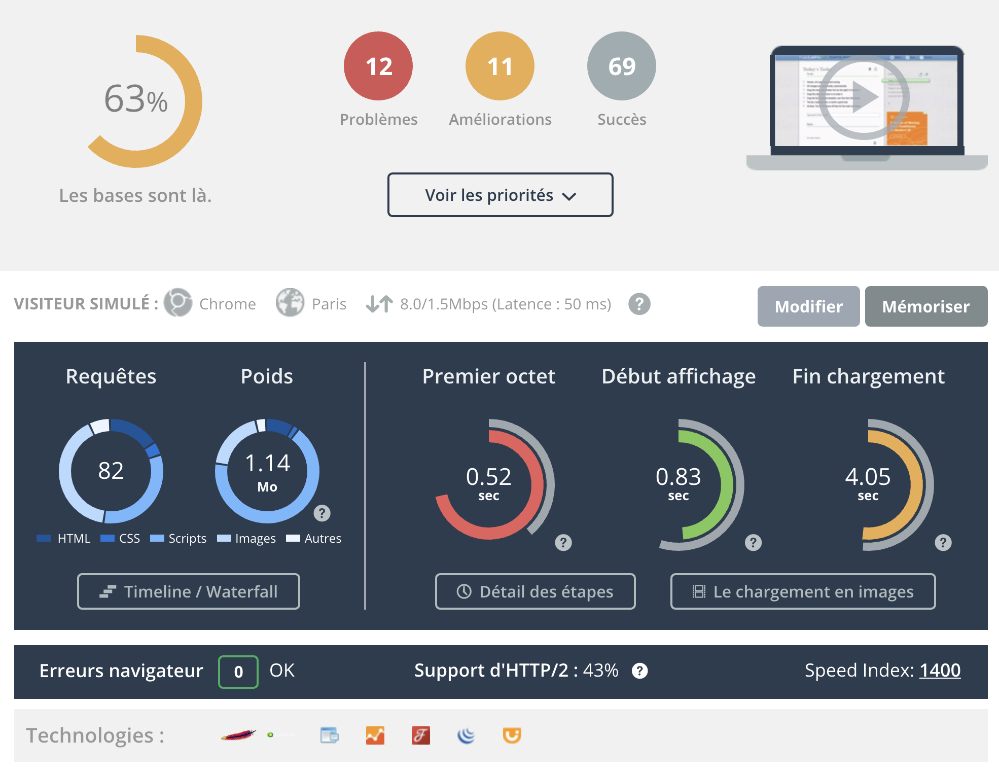 63%
Les bases sont là.
12
Problèmes
11
Améliorations
69
Succès
Voir les priorités
Today's Tasks
VISITEUR SIMULÉ :
Chrome
Paris
8.0/1.5Mbps (Latence : 50 ms)
?
Modifier
Mémoriser
Requêtes
Poids
Premier octet
Début affichage
Fin chargement
82
1.14
Mo
?
0.52
sec
?
0.83
sec
?
4.05
sec
?
HTML
CSS
Scripts
Images
Autres
Timeline / Waterfall
Détail des étapes
Le chargement en images
Erreurs navigateur 0 OK
Support d'HTTP/2 : 43% ?
Speed Index: 1400
Technologies :